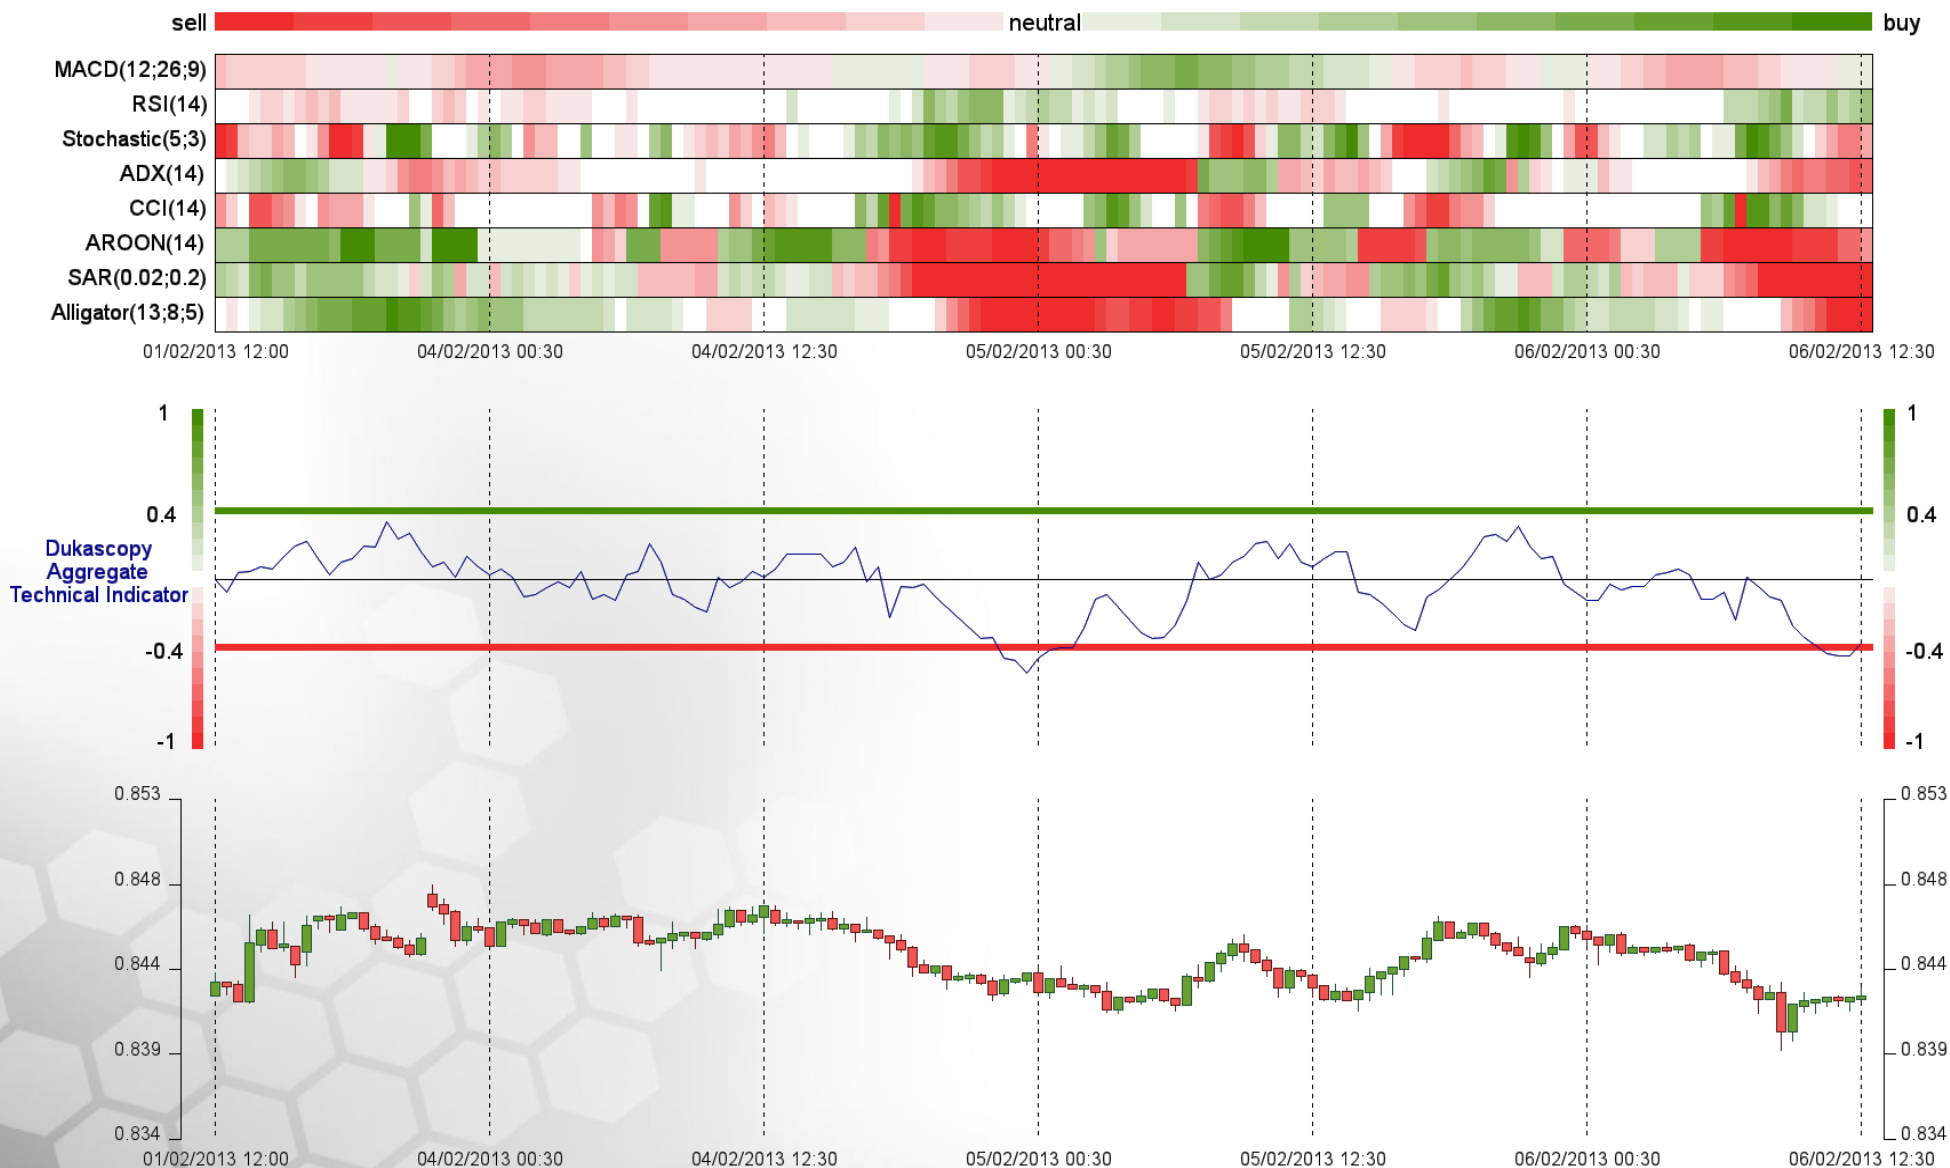 sell neutral buy
MACD(12;26;9)
RSI(14)
Stochastic(5;3)
ADX(14)
CCI(14)
AROON(14)
SAR(0.02;0.2)
Alligator(13;8;5)
01/02/2013 12:00 04/02/2013 00:30 04/02/2013 12:30 05/02/2013 00:30 05/02/2013 12:30 06/02/2013 00:30 06/02/2013 12:30
1 1
0.4 0.4
Dukascopy
Aggregate
Technical Indicator
-0.4 -0.4
-1 -1
0.853 0.853
0.848 0.848
0.844 0.844
0.839 0.839
0.834 0.834
01/02/2013 12:00 04/02/2013 00:30 04/02/2013 12:30 05/02/2013 00:30 05/02/2013 12:30 06/02/2013 00:30 06/02/2013 12:30